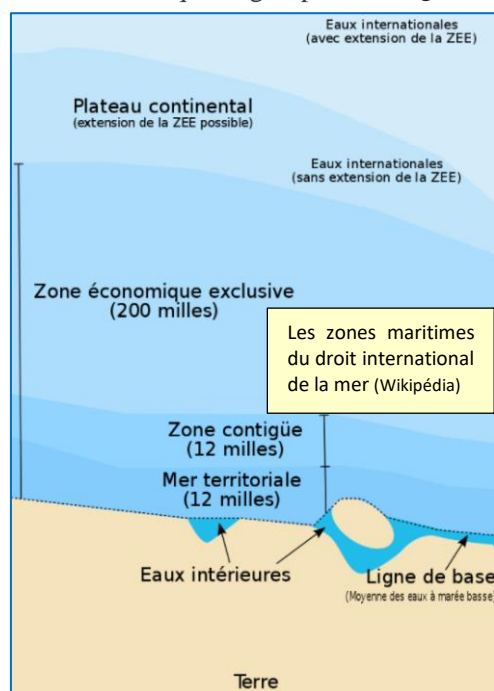 Eaux internationales
(avec extension de la ZEE)
Plateau continental
(extension de la ZEE possible)
Eaux internationales
(sans extension de la ZEE)
Zone économique exclusive
(200 milles)
Les zones maritimes
du droit international
de la mer (Wikipédia)
Zone contigüe
(12 milles)
Mer territoriale
(12 milles)
Eaux intérieures
Ligne de base
(Moyenne des eaux à marée basse)
Terre